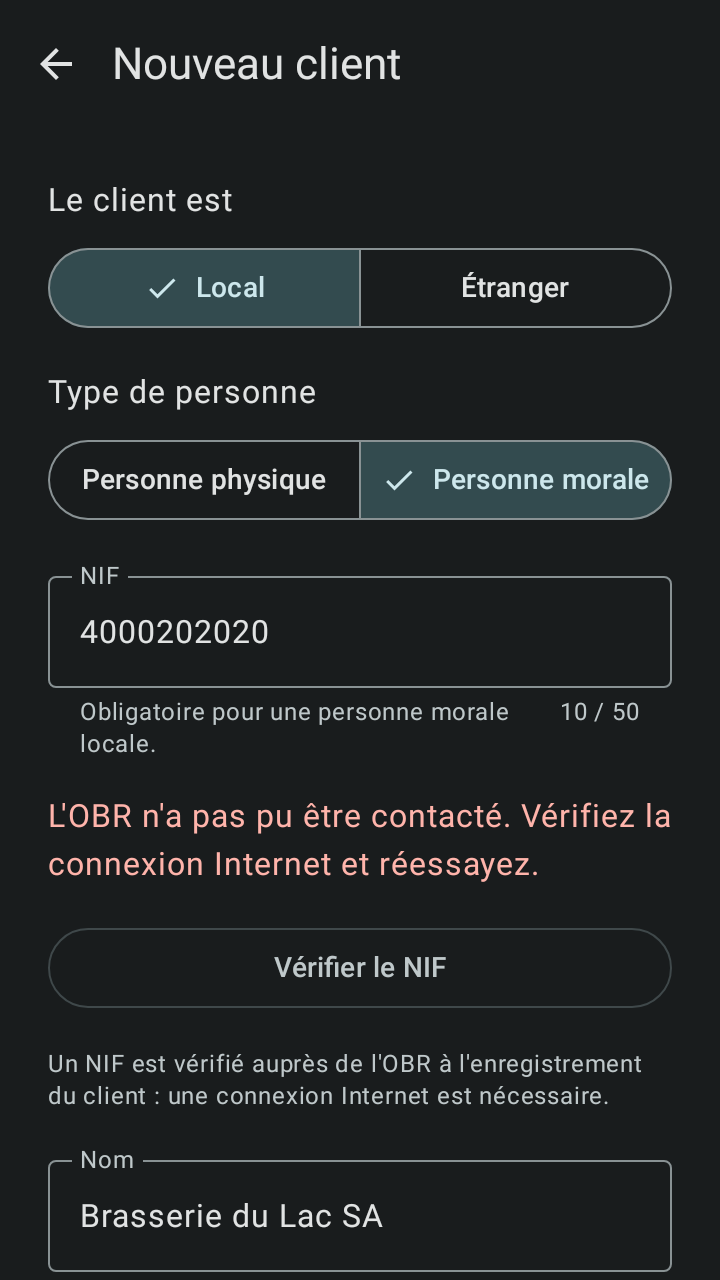 Nouveau client
Le client est
Local
Étranger
Type de personne
Personne physique
Personne morale
NIF
4000202020
Obligatoire pour une personne morale locale.
10 / 50
L'OBR n'a pas pu être contacté. Vérifiez la
connexion Internet et réessayez.
Vérifier le NIF
Un NIF est vérifié auprès de l'OBR à l'enregistrement
du client : une connexion Internet est nécessaire.
Nom
Brasserie du Lac SA